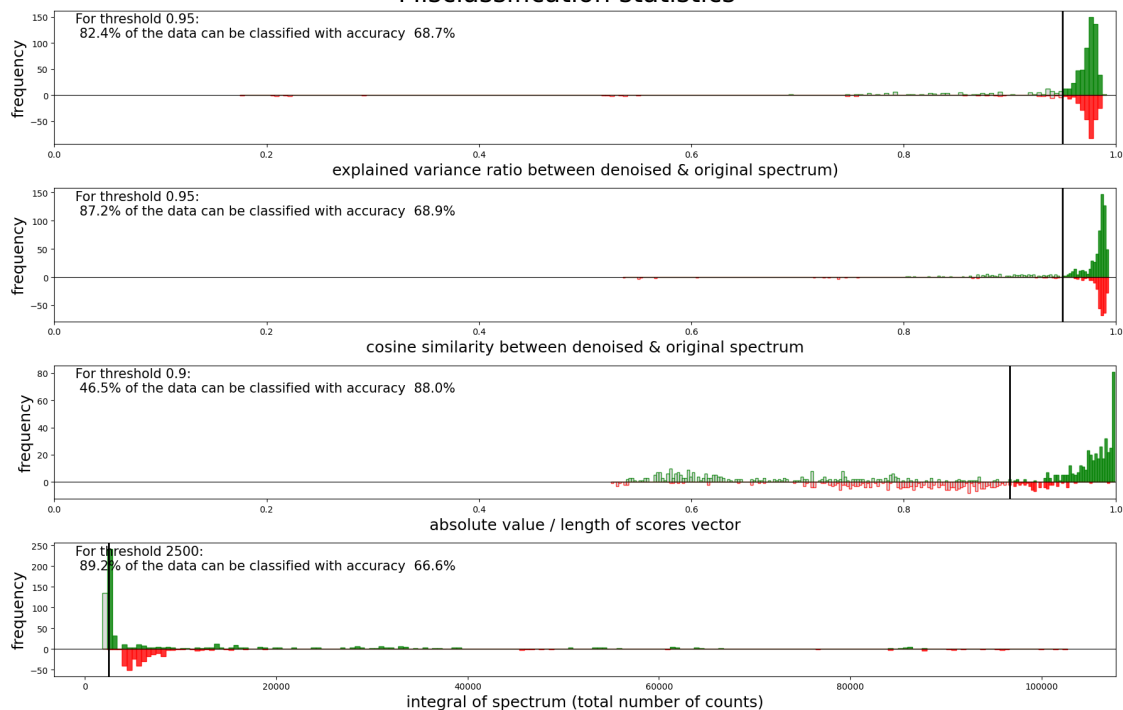 Misclassification statistics
For threshold 0.95:
82.4% of the data can be classified with accuracy 68.7%
frequency
150
100
50
0
−50
0.0 0.2 0.4 0.6 0.8 1.0
explained variance ratio between denoised & original spectrum)
For threshold 0.95:
87.2% of the data can be classified with accuracy 68.9%
frequency
150
100
50
0
−50
0.0 0.2 0.4 0.6 0.8 1.0
cosine similarity between denoised & original spectrum
For threshold 0.9:
46.5% of the data can be classified with accuracy 88.0%
frequency
80
60
40
20
0
0.0 0.2 0.4 0.6 0.8 1.0
absolute value / length of scores vector
For threshold 2500:
89.2% of the data can be classified with accuracy 66.6%
frequency
250
200
150
100
50
0
−50
0 20000 40000 60000 80000 100000
integral of spectrum (total number of counts)